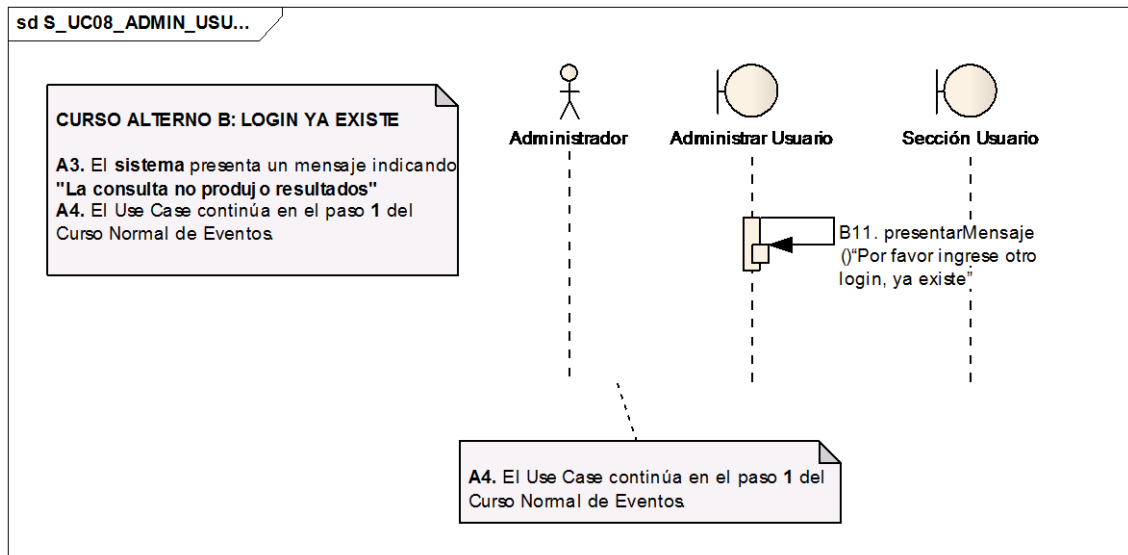 sd S_UC08_ADMIN_USU...
CURSO ALTERNO B: LOGIN YA EXISTE
A3. El sistema presenta un mensaje indicando
"La consulta no produjo resultados"
A4. El Use Case continúa en el paso 1 del
Curso Normal de Eventos.
Administrador
Administrar Usuario
Sección Usuario
B11. presentarMensaje
()“Por favor ingrese otro
login, ya existe”
A4. El Use Case continúa en el paso 1 del
Curso Normal de Eventos.